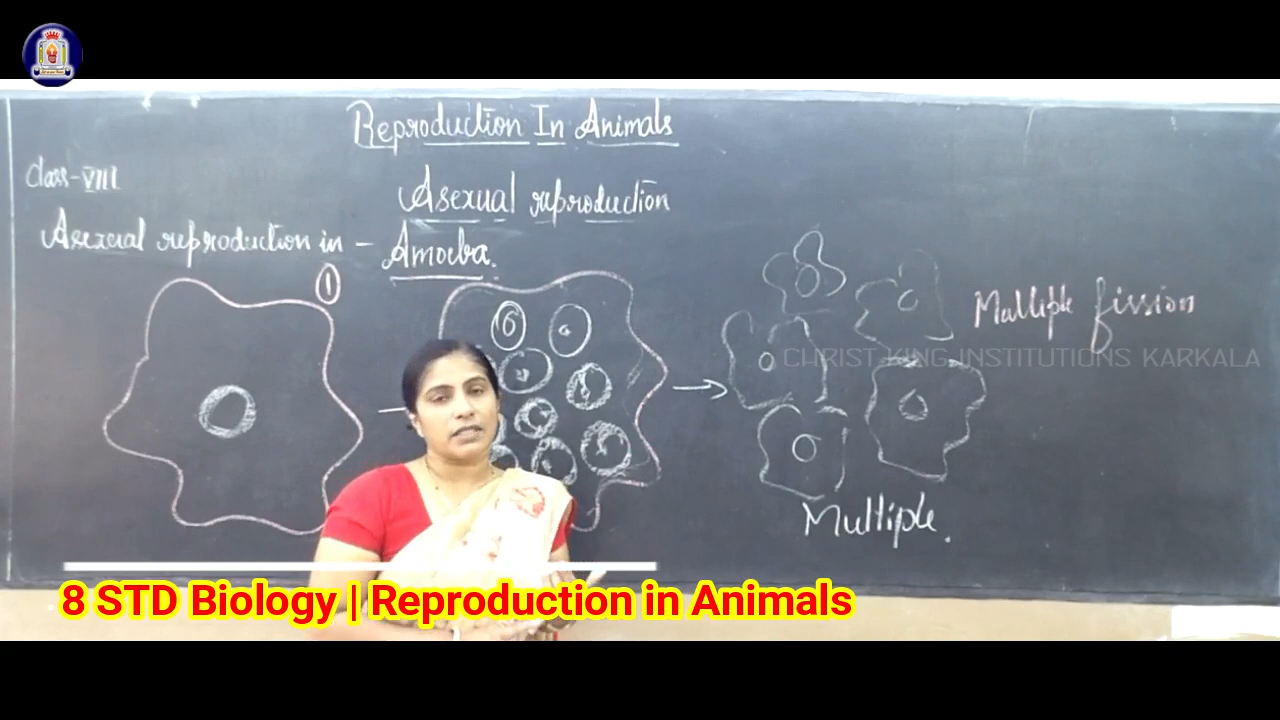 Reproduction In Animals
Class-VIII
Asexual reproduction
Asexual reproduction in - Amoeba.
1
Multiple fission
CHRIST KING INSTITUTIONS KARKALA
Multiple.
8 STD Biology | Reproduction in Animals